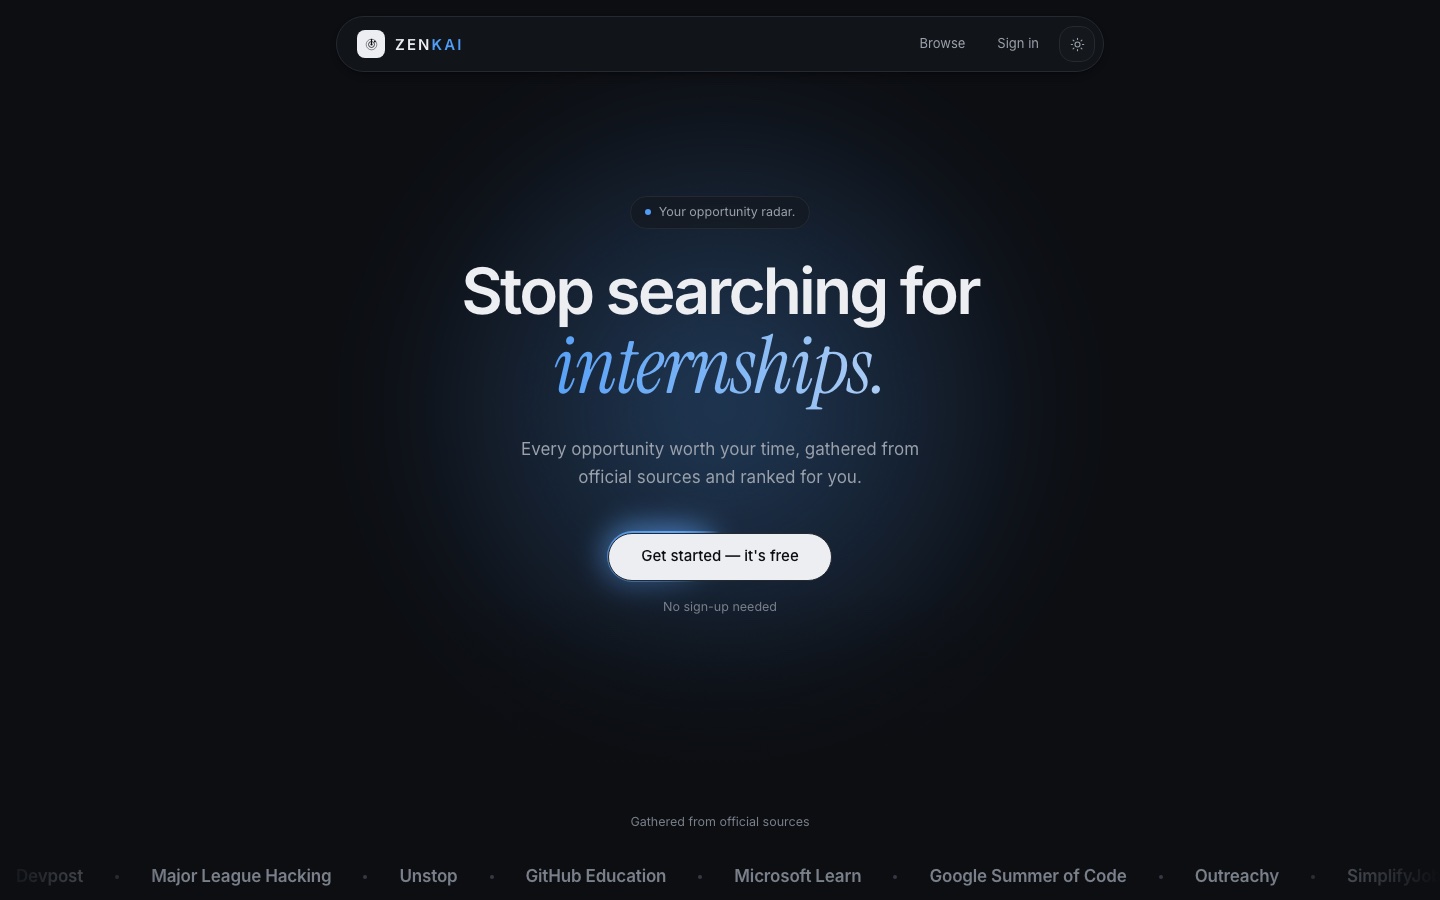 ZENKAI
Browse
Sign in
Your opportunity radar.
Stop searching for
internships.
Every opportunity worth your time, gathered from
official sources and ranked for you.
Get started — it's free
No sign-up needed
Gathered from official sources
Devpost • Major League Hacking • Unstop • GitHub Education • Microsoft Learn • Google Summer of Code • Outreachy •